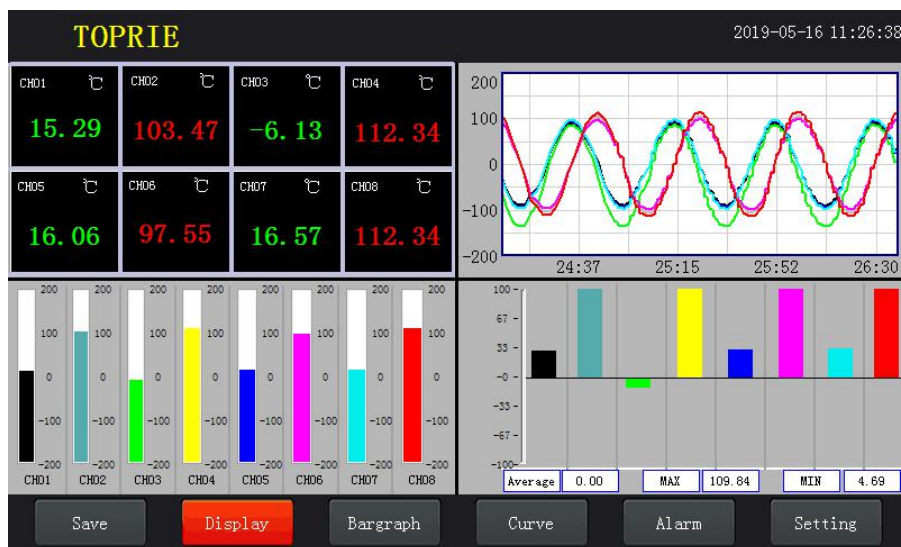 TOPRIE
2019-05-16 11:26:38
CH01 ℃ CH02 ℃ CH03 ℃ CH04 ℃
15.29 103.47 -6.13 112.34
CH05 ℃ CH06 ℃ CH07 ℃ CH08 ℃
16.06 97.55 16.57 112.34
200
100
0
-100
-200
24:37 25:15 25:52 26:30
200 200 200 200 200 200 200 200
100 100 100 100 100 100 100 100
0 0 0 0 0 0 0 0
-100 -100 -100 -100 -100 -100 -100 -100
-200 -200 -200 -200 -200 -200 -200 -200
CH01 CH02 CH03 CH04 CH05 CH06 CH07 CH08
100
67
33
-0
-33
-67
-100
Average 0.00 MAX 109.84 MIN 4.69
Save Display Bargraph Curve Alarm Setting